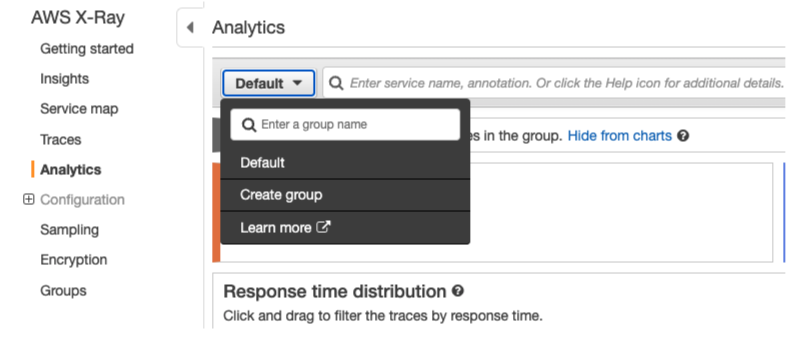 AWS X-Ray
Getting started
Insights
Service map
Traces
Analytics
Configuration
Sampling
Encryption
Groups
Analytics
Default
Enter service name, annotation. Or click the Help icon for additional details.
Enter a group name
in the group. Hide from charts
Default
Create group
Learn more
Response time distribution
Click and drag to filter the traces by response time.